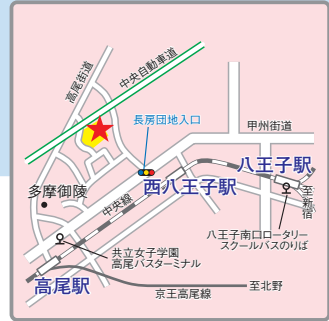 高尾街道
中央自動車道
長房団地入口
甲州街道
八王子駅
西八王子駅
至新宿
多摩御陵
中央線
八王子南口ロータリー
スクールバスのりば
共立女子学園
高尾バスターミナル
高尾駅
京王高尾線
至北野